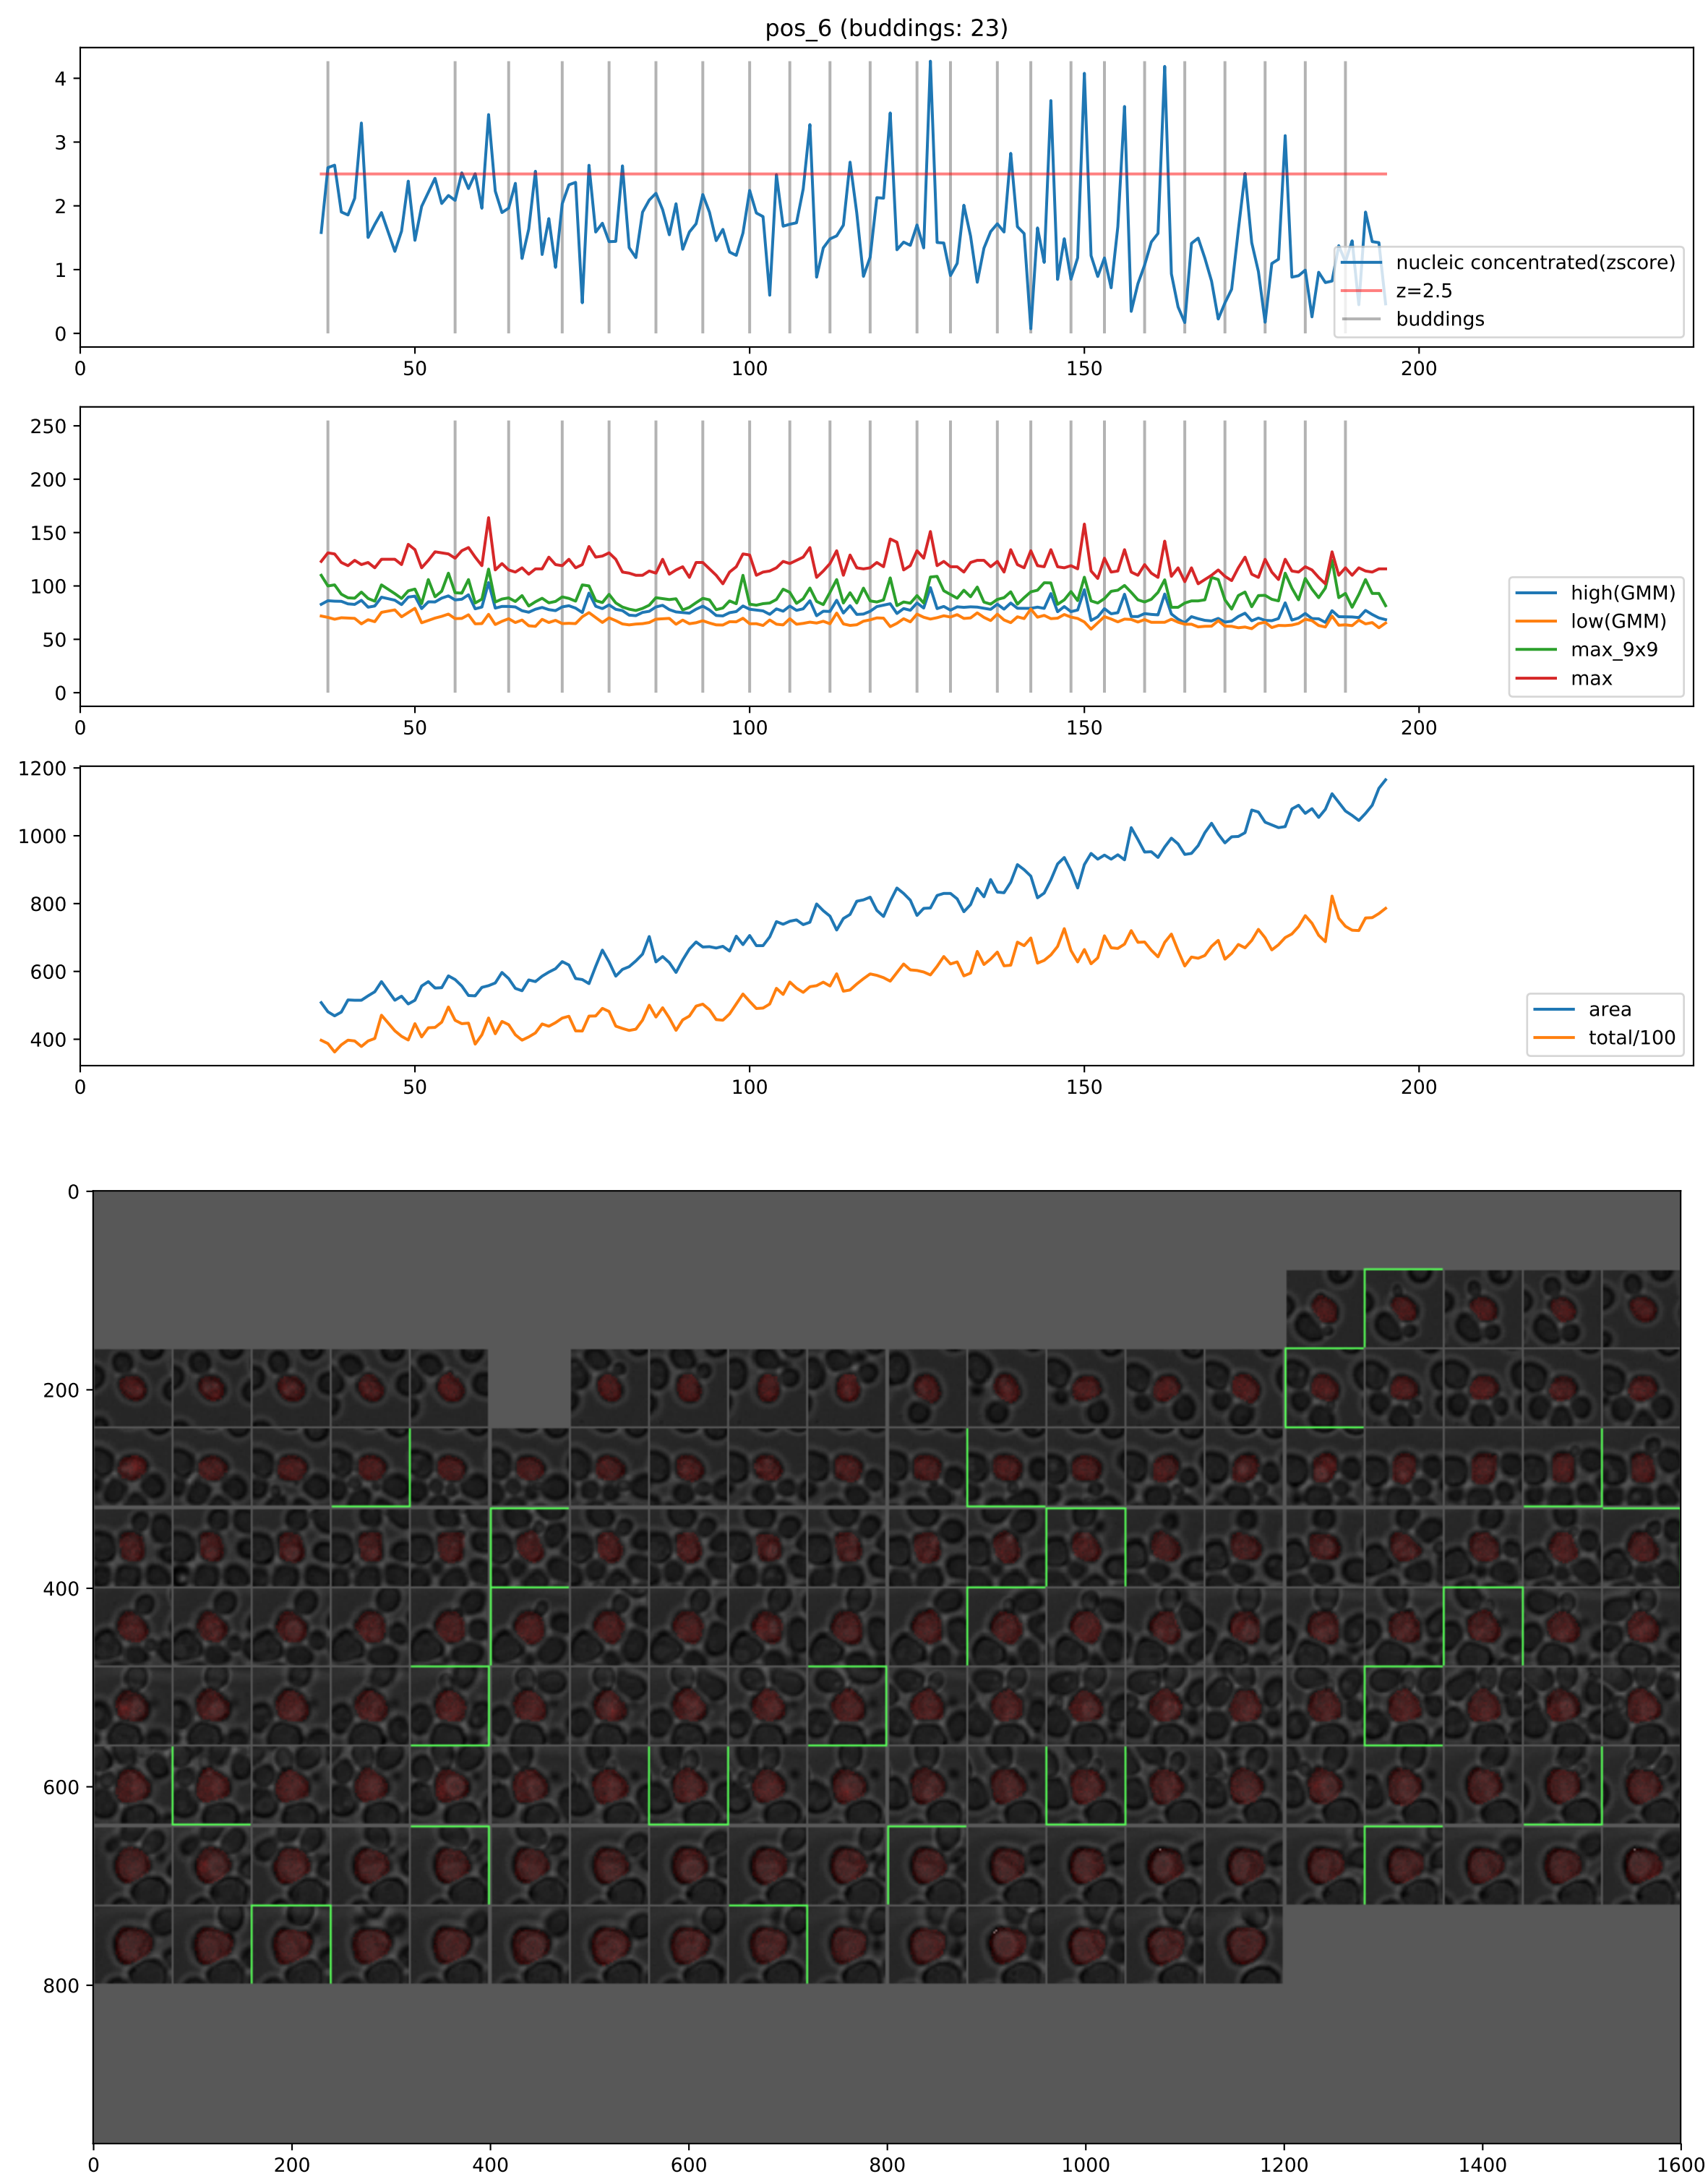 pos_6 (buddings: 23)
4
3
2
1
0
nucleic concentrated(zscore)
z=2.5
buddings
0 50 100 150 200
250
200
150
100
50
0
high(GMM)
low(GMM)
max_9x9
max
0 50 100 150 200
1200
1000
800
600
400
area
total/100
0 50 100 150 200
0
200
400
600
800
0 200 400 600 800 1000 1200 1400 1600